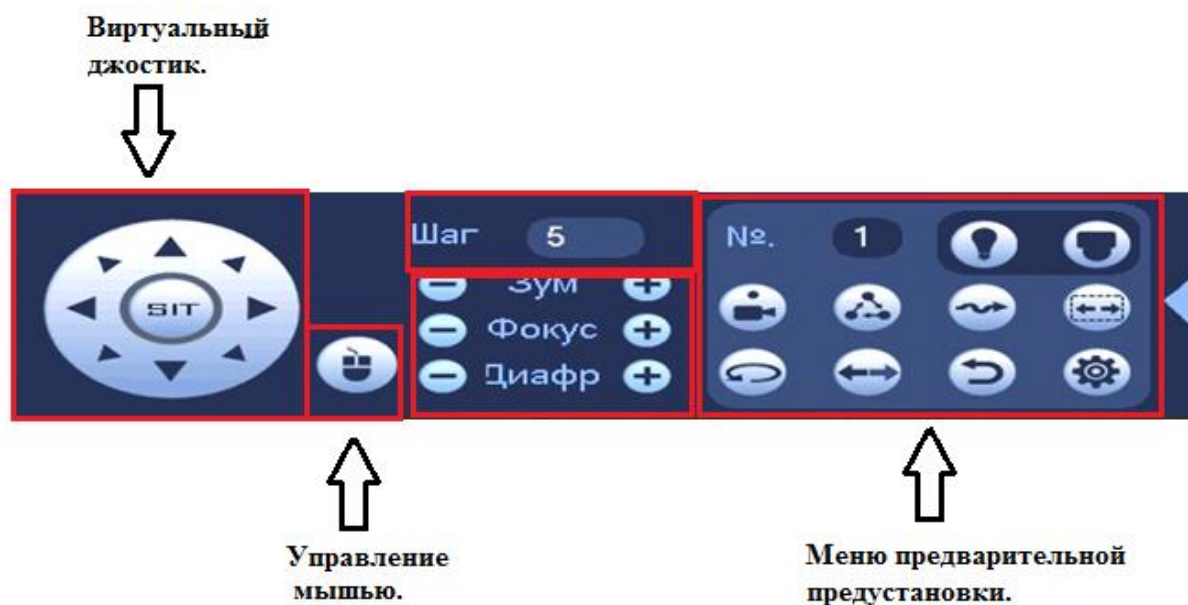 Виртуальный
джостик.
Шаг 5
Зум
Фокус
Диафр
SIT
№. 1
Управление
мышью.
Меню предварительной
предустановки.